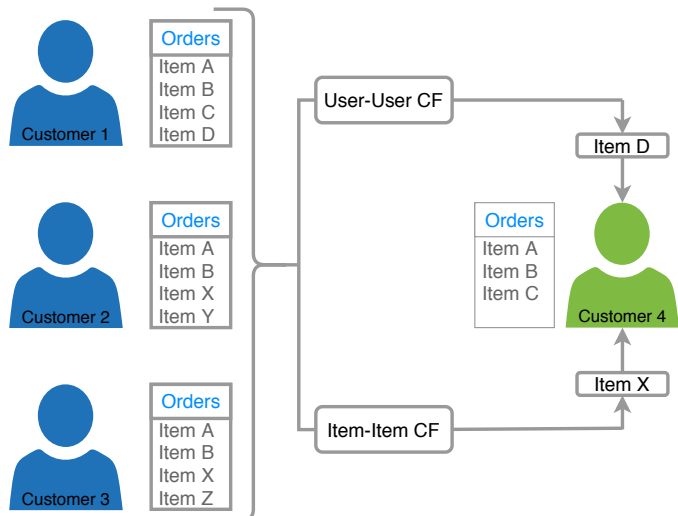 Orders
Item A
Item B
Item C
Item D
Customer 1
Orders
Item A
Item B
Item X
Item Y
Customer 2
Orders
Item A
Item B
Item X
Item Z
Customer 3
User-User CF
Item-Item CF
Item D
Orders
Item A
Item B
Item C
Customer 4
Item X